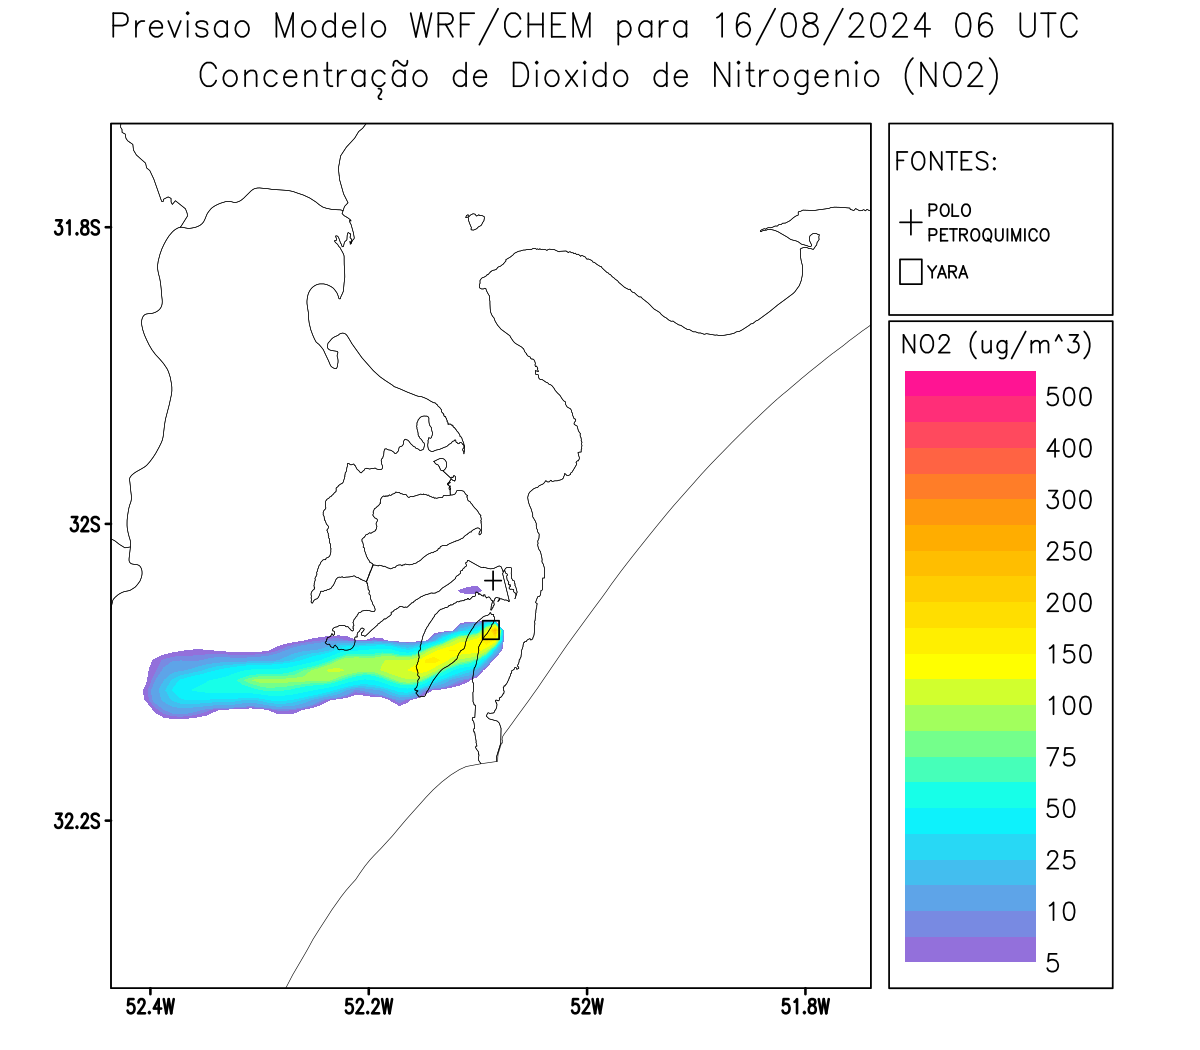 Previsao Modelo WRF/CHEM para 16/08/2024 06 UTC
Concentração de Dioxido de Nitrogenio (NO2)
FONTES:
POLO
PETROQUIMICO
YARA
NO2 (ug/m^3)
500
400
300
250
200
150
100
75
50
25
10
5
31.8S
32S
32.2S
52.4W
52.2W
52W
51.8W